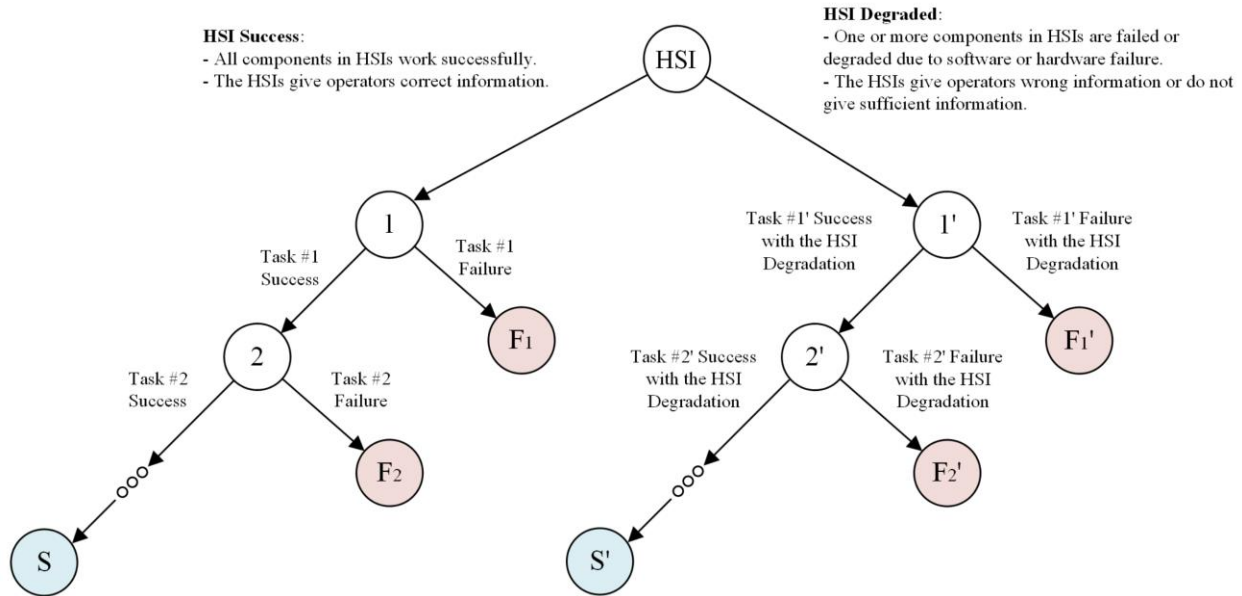 HSI Success:
- All components in HSIs work successfully.
- The HSIs give operators correct information.
HSI
HSI Degraded:
- One or more components in HSIs are failed or
degraded due to software or hardware failure.
- The HSIs give operators wrong information or do not
give sufficient information.
1
Task #1
Success
Task #1
Failure
F1
2
Task #2
Success
Task #2
Failure
F2
S
1'
Task #1' Success
with the HSI
Degradation
Task #1' Failure
with the HSI
Degradation
F1'
2'
Task #2' Success
with the HSI
Degradation
Task #2' Failure
with the HSI
Degradation
F2'
S'